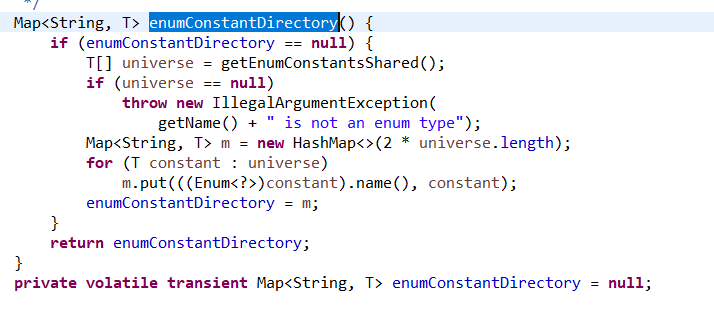 */
Map<String, T> enumConstantDirectory() {
    if (enumConstantDirectory == null) {
        T[] universe = getEnumConstantsShared();
        if (universe == null)
            throw new IllegalArgumentException(
                getName() + " is not an enum type");
        Map<String, T> m = new HashMap<>(2 * universe.length);
        for (T constant : universe)
            m.put(((Enum<?>)constant).name(), constant);
        enumConstantDirectory = m;
    }
    return enumConstantDirectory;
}
private volatile transient Map<String, T> enumConstantDirectory = null;